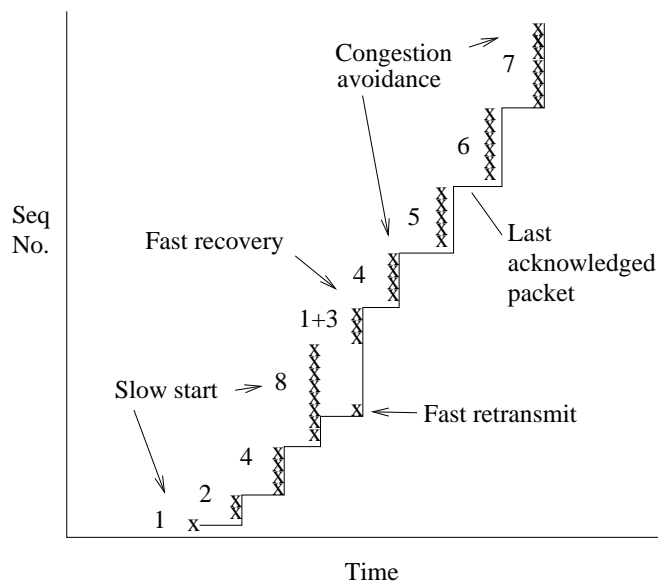 Congestion
avoidance
7
6
5
Seq
No.
Last
acknowledged
packet
Fast recovery
4
1+3
8
Slow start
Fast retransmit
4
2
1
Time